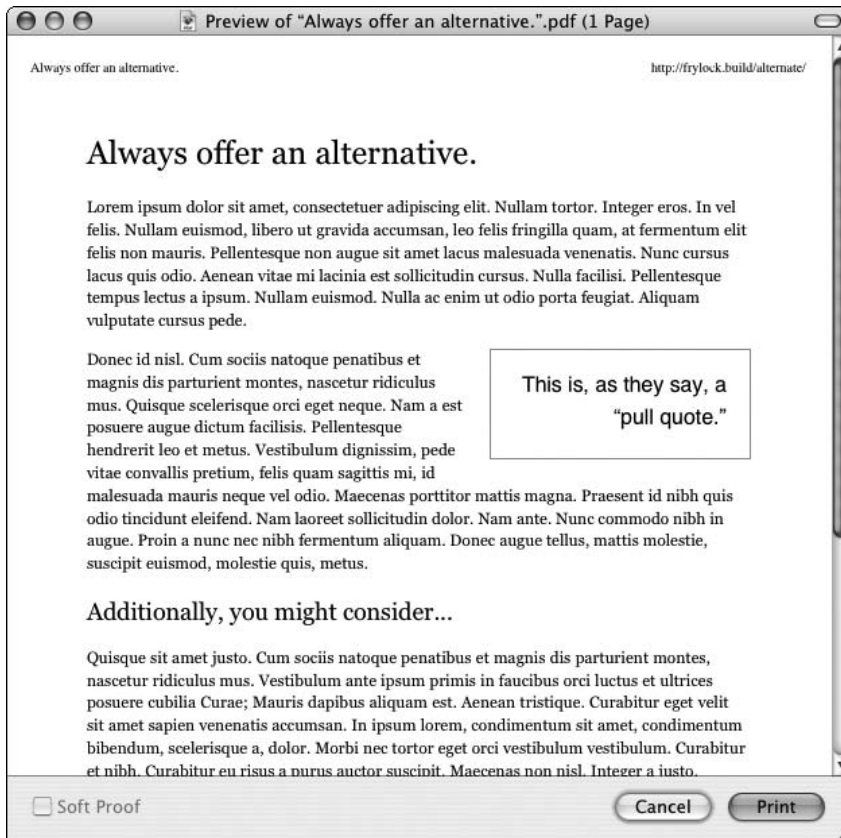 Preview of “Always offer an alternative.”.pdf (1 Page)
Always offer an alternative.
http://frylock.build/alternate/
Always offer an alternative.
Lorem ipsum dolor sit amet, consectetuer adipiscing elit. Nullam tortor. Integer eros. In vel
felis. Nullam euismod, libero ut gravida accumsan, leo felis fringilla quam, at fermentum elit
felis non mauris. Pellentesque non augue sit amet lacus malesuada venenatis. Nunc cursus
lacus quis odio. Aenean vitae mi lacinia est sollicitudin cursus. Nulla facilisi. Pellentesque
tempus lectus a ipsum. Nullam euismod. Nulla ac enim ut odio porta feugiat. Aliquam
vulputate cursus pede.
Donec id nisl. Cum sociis natoque penatibus et
magnis dis parturient montes, nascetur ridiculus
mus. Quisque scelerisque orci eget neque. Nam a est
posuere augue dictum facilisis. Pellentesque
hendrerit leo et metus. Vestibulum dignissim, pede
vitae convallis pretium, felis quam sagittis mi, id
malesuada mauris neque vel odio. Maecenas porttitor mattis magna. Praesent id nibh quis
odio tincidunt eleifend. Nam laoreet sollicitudin dolor. Nam ante. Nunc commodo nibh in
augue. Proin a nunc nec nibh fermentum aliquam. Donec augue tellus, mattis molestie,
suscipit euismod, molestie quis, metus.
This is, as they say, a
“pull quote.”
Additionally, you might consider...
Quisque sit amet justo. Cum sociis natoque penatibus et magnis dis parturient montes,
nascetur ridiculus mus. Vestibulum ante ipsum primis in faucibus orci luctus et ultrices
posuere cubilia Curae; Mauris dapibus aliquam est. Aenean tristique. Curabitur eget velit
sit amet sapien venenatis accumsan. In ipsum lorem, condimentum sit amet, condimentum
bibendum, scelerisque a, dolor. Morbi nec tortor eget orci vestibulum vestibulum. Curabitur
et nibh. Curabitur eu risus a purus auctor suscipit. Maecenas non nisl. Integer a justo.
Soft Proof
Cancel
Print